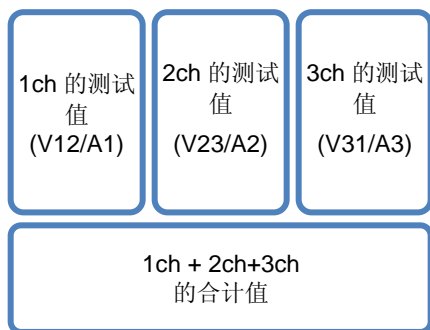 1ch 的测试
值
(V12/A1)
2ch 的测试
值
(V23/A2)
3ch 的测试
值
(V31/A3)
1ch + 2ch+3ch
的合计值